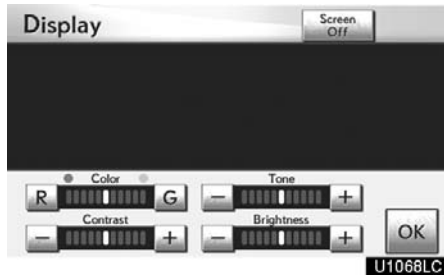 Display
Screen
Off
Color
Tone
R
G
−
+
Contrast
Brightness
−
+
−
+
OK
U1068LC